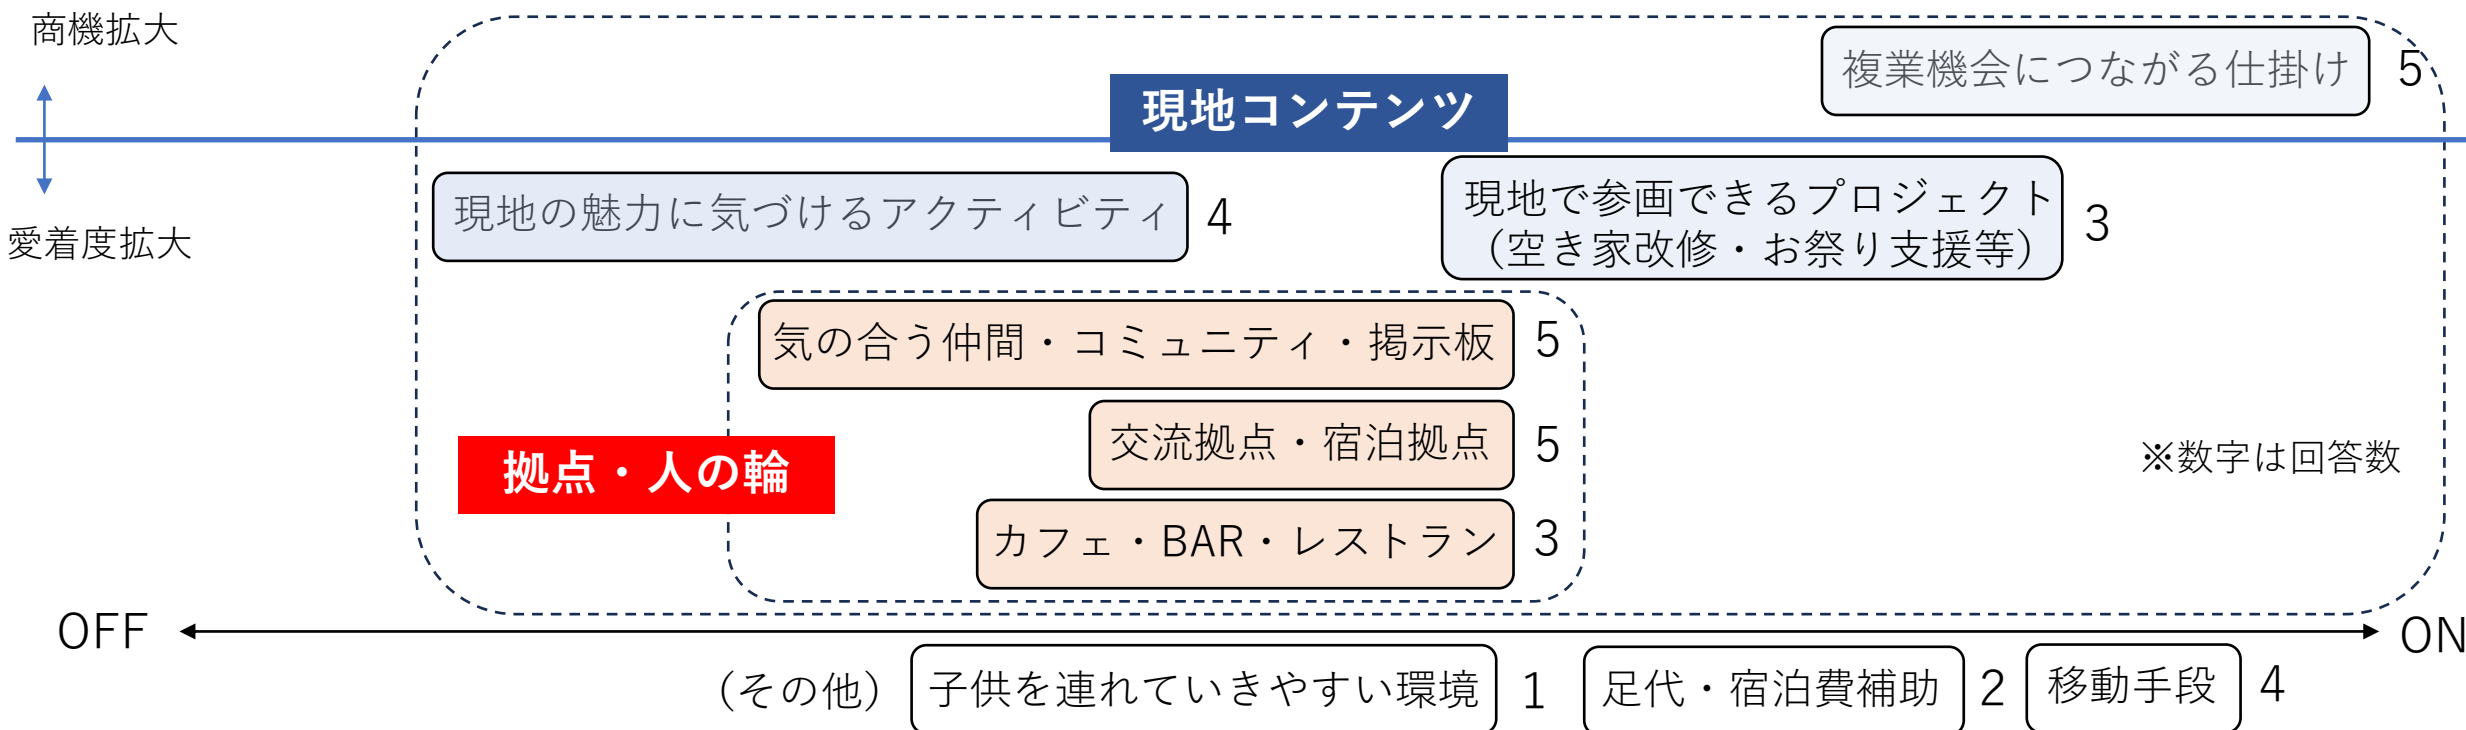 商機拡大
複業機会につながる仕掛け 5
現地コンテンツ
現地の魅力に気づけるアクティビティ 4
現地で参画できるプロジェクト
（空き家改修・お祭り支援等） 3
愛着度拡大
気の合う仲間・コミュニティ・掲示板 5
交流拠点・宿泊拠点 5
拠点・人の輪
※数字は回答数
カフェ・BAR・レストラン 3
OFF
ON
（その他） 子供を連れていきやすい環境 1 足代・宿泊費補助 2 移動手段 4